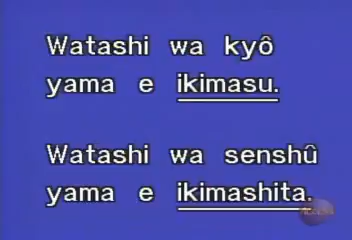 Watashi wa kyô
yama e ikimasu.
Watashi wa senshû
yama e ikimashita.